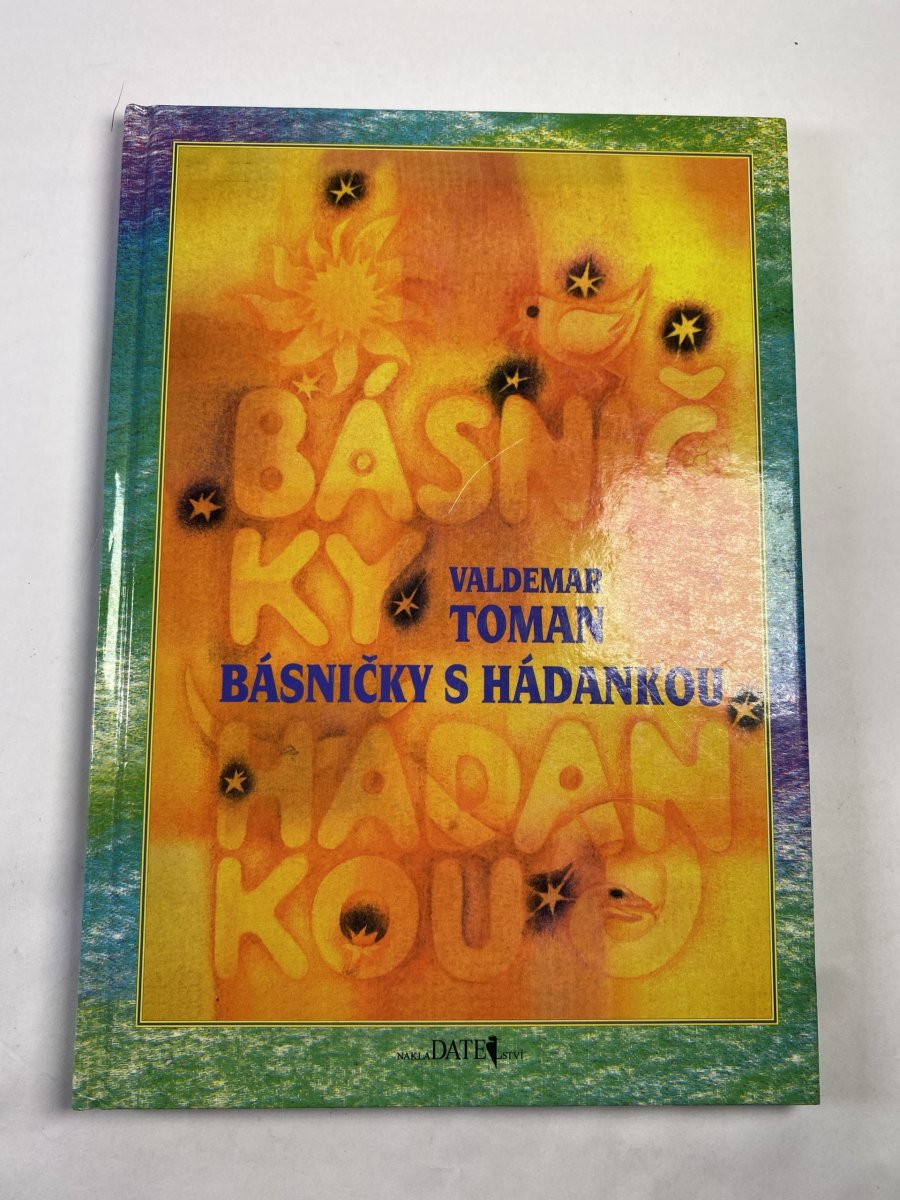 BÁSNIČ
KY
VALDEMAR
TOMAN
BÁSNIČKY S HÁDANKOU
HÁDAN
KOU
NAKLADATELSTVÍ